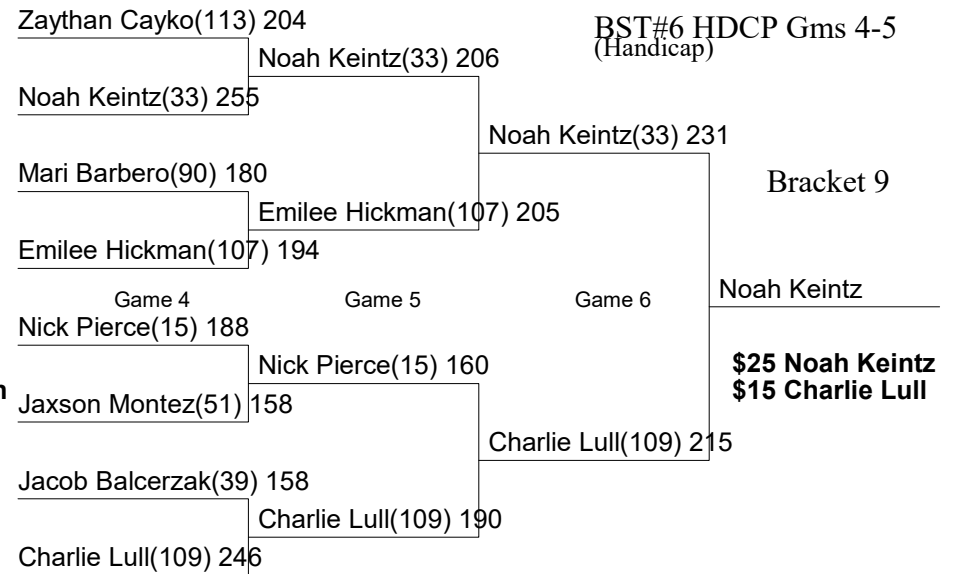 Zaythan Cayko(113) 204
BST#6 HDCP Gms 4-5
(Handicap)
Noah Keintz(33) 206
Noah Keintz(33) 255
Noah Keintz(33) 231
Mari Barbero(90) 180
Bracket 9
Emilee Hickman(107) 205
Emilee Hickman(107) 194
Game 4
Game 5
Game 6
Noah Keintz
Nick Pierce(15) 188
Nick Pierce(15) 160
$25 Noah Keintz
$15 Charlie Lull
Jaxson Montez(51) 158
Charlie Lull(109) 215
Jacob Balcerzak(39) 158
Charlie Lull(109) 190
Charlie Lull(109) 246